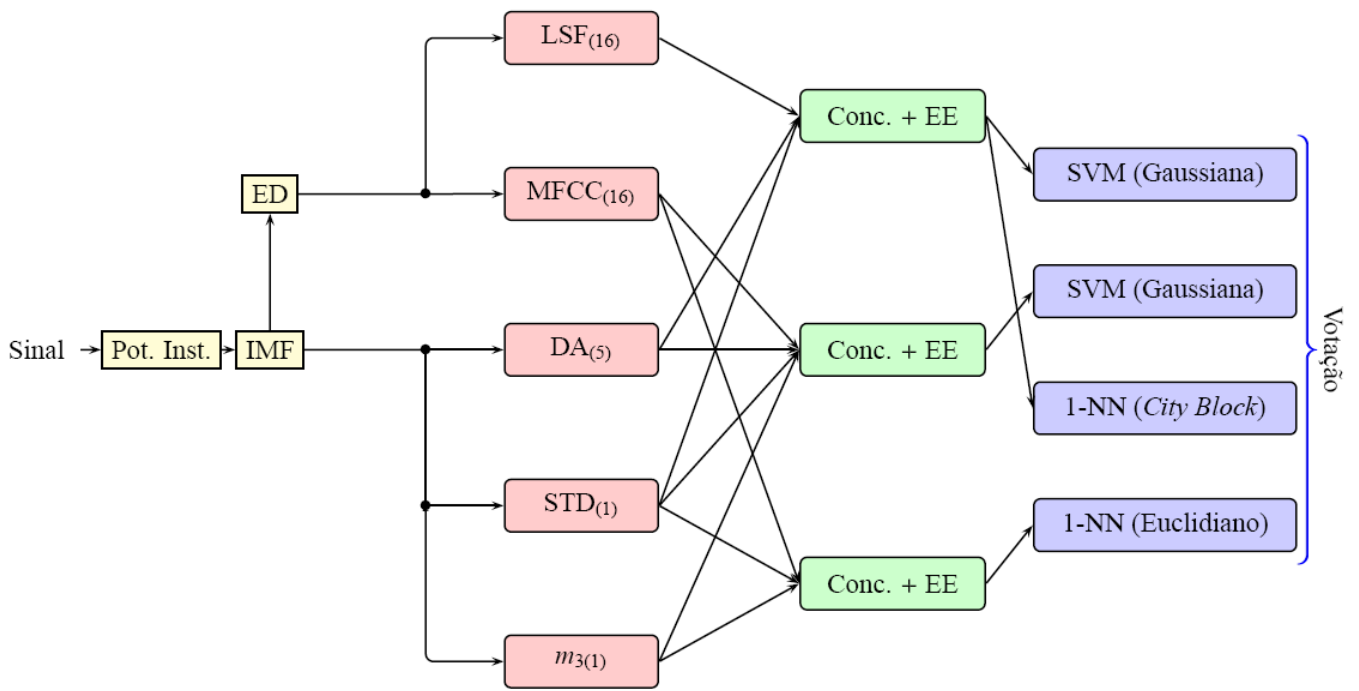 LSF(16)
Conc. + EE
SVM (Gaussiana)
ED
MFCC(16)
SVM (Gaussiana)
Sinal
Pot. Inst.
IMF
DA(5)
Conc. + EE
Votação
1-NN (City Block)
STD(1)
1-NN (Euclidiano)
Conc. + EE
m3(1)